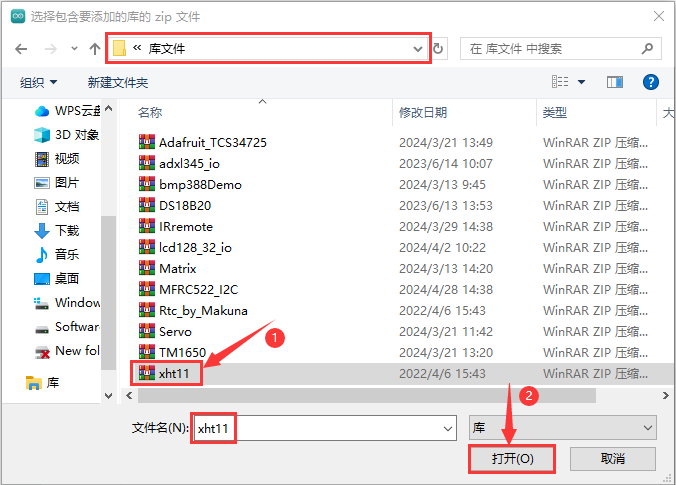 选择包含要添加的库的 zip 文件
« 库文件
在 库文件 中搜索
组织
新建文件夹
?
名称 修改日期 类型 大
WPS云盘
3D 对象
视频
图片
文档
下载
音乐
桌面
Window
Software
New fol
库
Adafruit_TCS34725 2024/3/21 13:49 WinRAR ZIP 压缩...
adxl345_io 2023/6/14 10:07 WinRAR ZIP 压缩...
bmp388Demo 2024/3/13 9:45 WinRAR ZIP 压缩...
DS18B20 2023/6/13 13:53 WinRAR ZIP 压缩...
IRremote 2024/3/29 14:38 WinRAR ZIP 压缩...
lcd128_32_io 2024/4/2 10:22 WinRAR ZIP 压缩...
Matrix 2024/3/13 14:20 WinRAR ZIP 压缩...
MFRC522_I2C 2024/4/28 14:38 WinRAR ZIP 压缩...
Rtc_by_Makuna 2022/4/6 15:43 WinRAR ZIP 压缩...
Servo 2024/3/21 11:42 WinRAR ZIP 压缩...
TM1650 2024/3/21 13:20 WinRAR ZIP 压缩...
xht11 2022/4/6 15:43 WinRAR ZIP 压缩...
1
2
文件名(N): xht11 库
打开(O) 取消